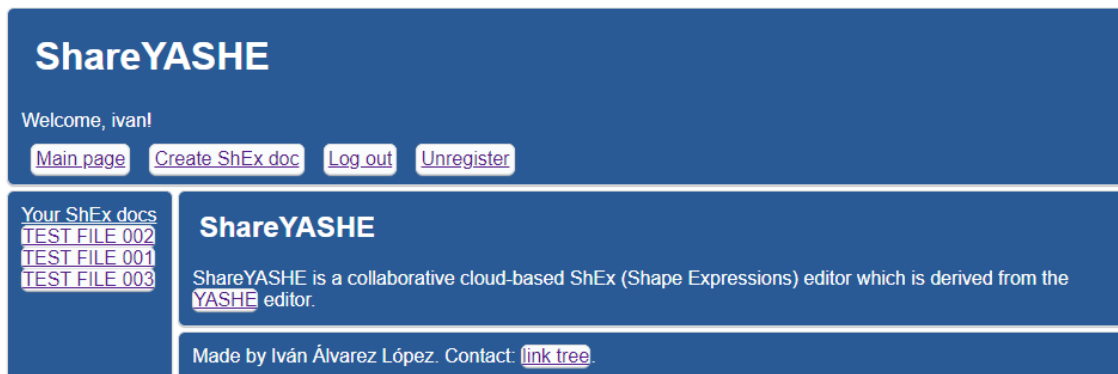 ShareYASHE
Welcome, ivan!
Main page Create ShEx doc Log out Unregister
Your ShEx docs
TEST FILE 002
TEST FILE 001
TEST FILE 003
ShareYASHE
ShareYASHE is a collaborative cloud-based ShEx (Shape Expressions) editor which is derived from the
YASHE editor.
Made by Iván Álvarez López. Contact: link tree.